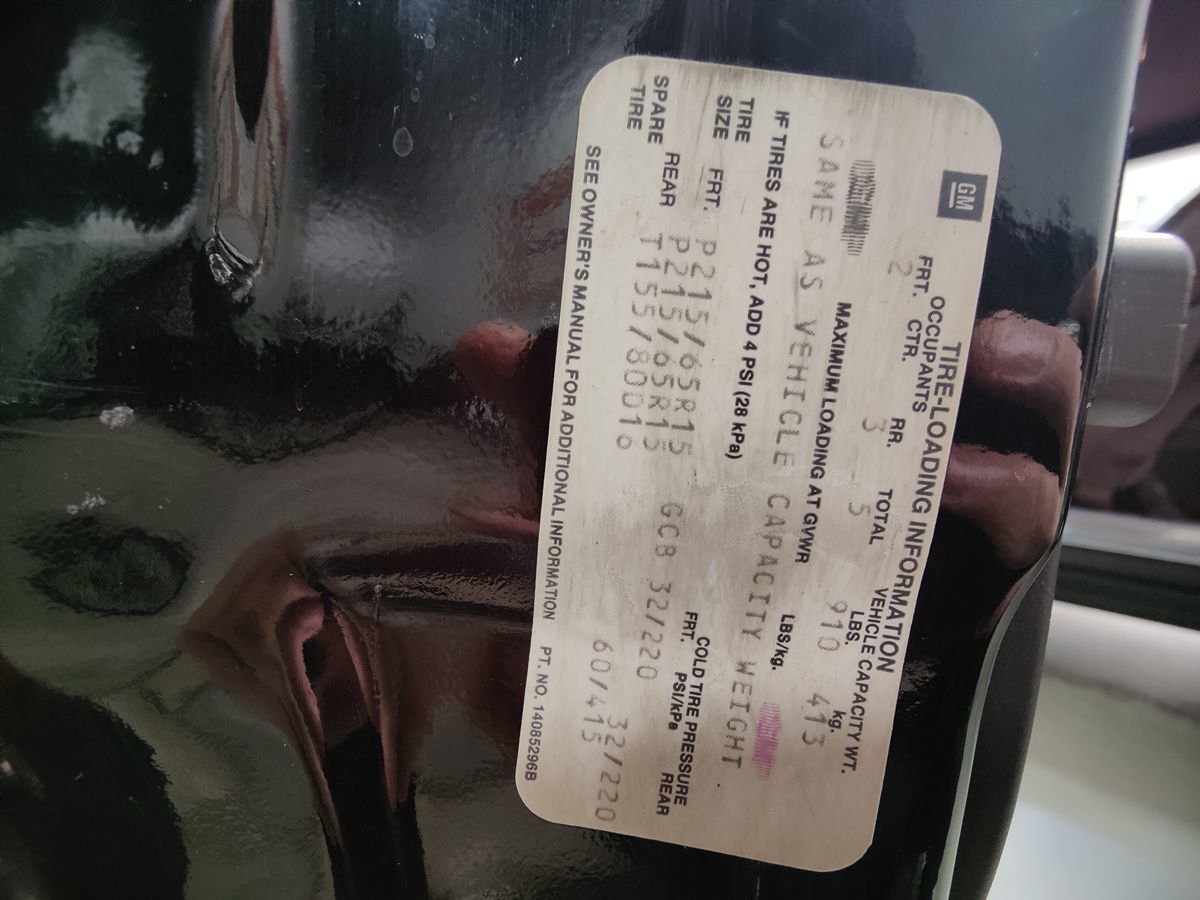 GM
TIRE-LOADING INFORMATION
OCCUPANTS VEHICLE CAPACITY WT.
FRT. CTR. RR. TOTAL LBS. kg.
2 3 5 910 413
MAXIMUM LOADING AT GVWR LBS/kg.
SAME AS VEHICLE CAPACITY WEIGHT
IF TIRES ARE HOT, ADD 4 PSI (28 kPa)
COLD TIRE PRESSURE
TIRE SIZE FRT. PSI/kPa REAR
FRT. P215/65R15 GCB 32/220
REAR P215/65R15 32/220
SPARE TIRE T155/80D16 60/415
SEE OWNER'S MANUAL FOR ADDITIONAL INFORMATION PT. NO. 14085296B